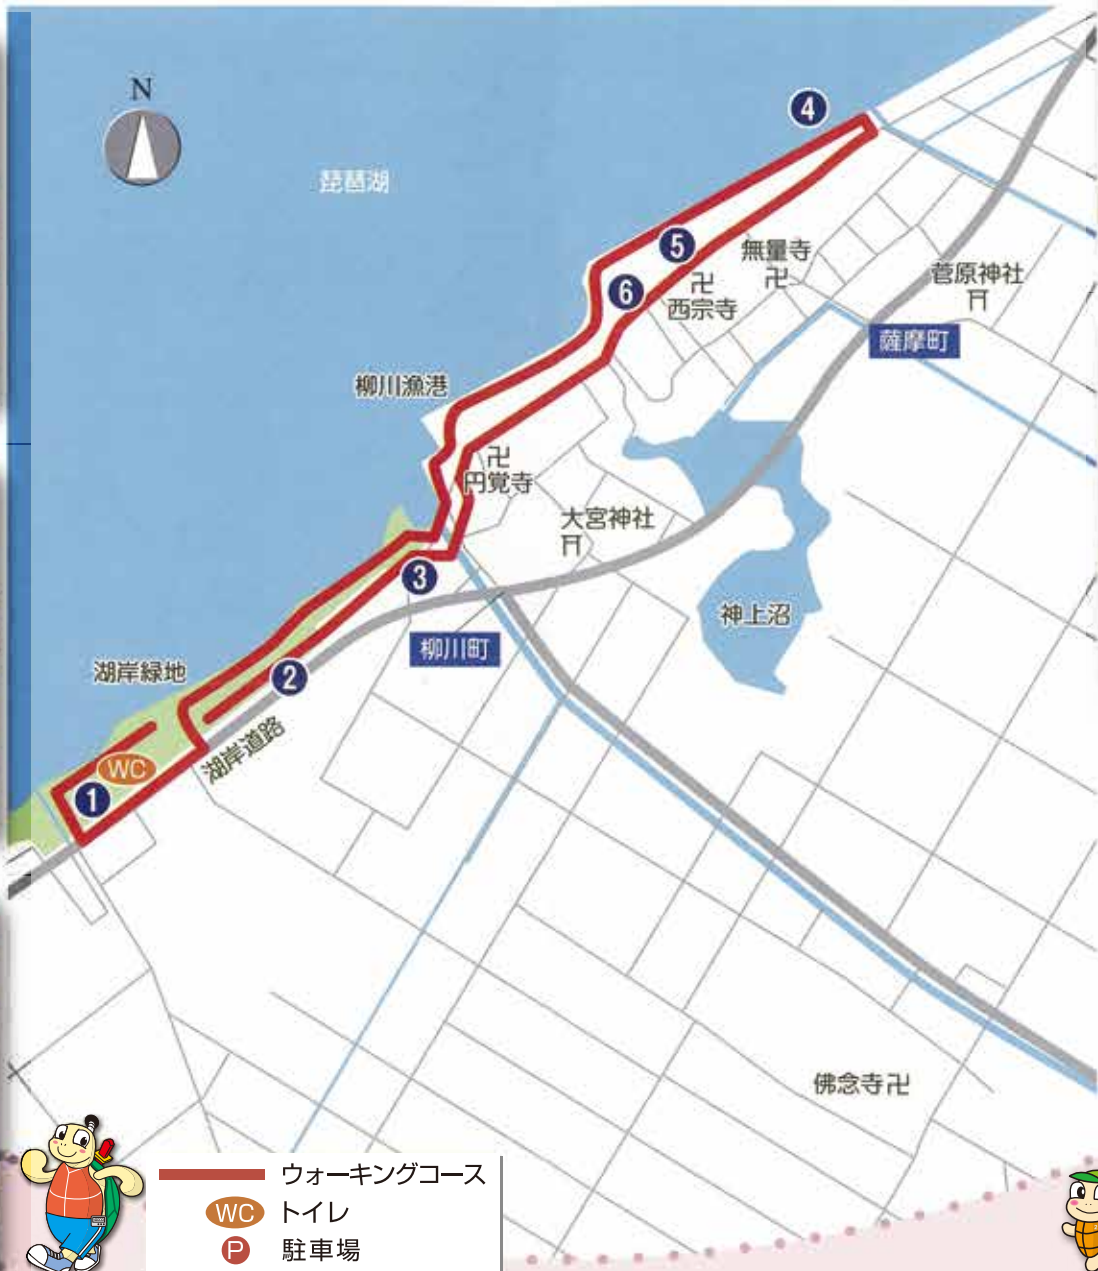 N
琵琶湖
4
5
無量寺
卍
6
卍
西宗寺
菅原神社
薩摩町
柳川漁港
卍
円覚寺
大宮神社
3
神上沼
柳川町
湖岸緑地
2
湖岸道路
WC
1
佛念寺卍
ウォーキングコース
WC トイレ
P 駐車場